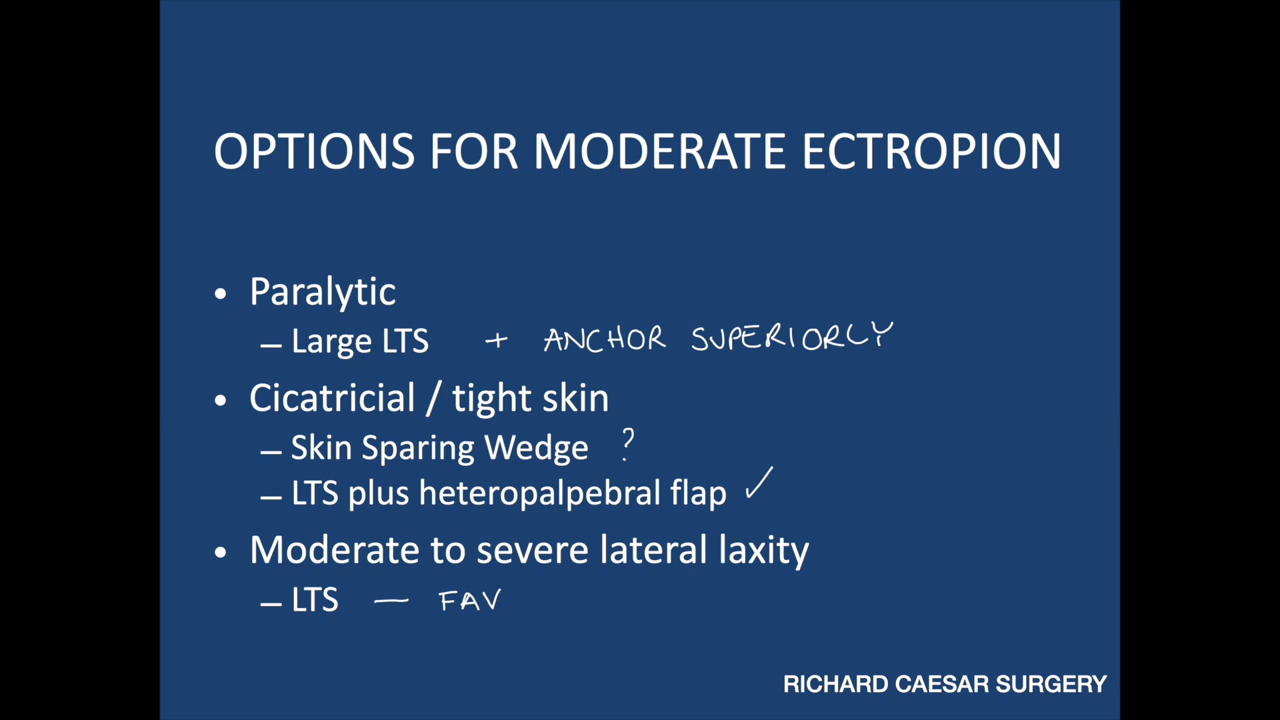 OPTIONS FOR MODERATE ECTROPION
• Paralytic
– Large LTS + ANCHOR SUPERIORLY
• Cicatricial / tight skin
– Skin Sparing Wedge ?
– LTS plus heteropalpebral flap ✓
• Moderate to severe lateral laxity
– LTS — FAV
RICHARD CAESAR SURGERY